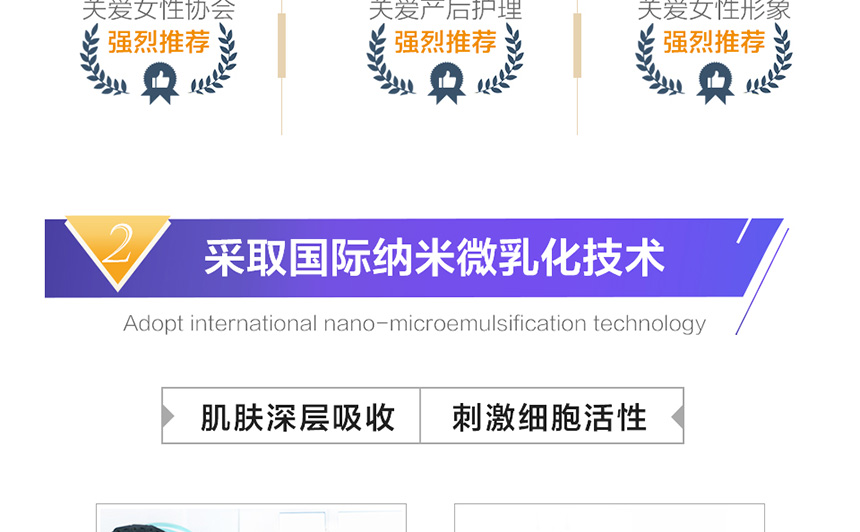 关爱女性协会
强烈推荐
关爱产后护理
强烈推荐
关爱女性形象
强烈推荐
2
采取国际纳米微乳化技术
Adopt international nano-microemulsification technology
肌肤深层吸收
刺激细胞活性